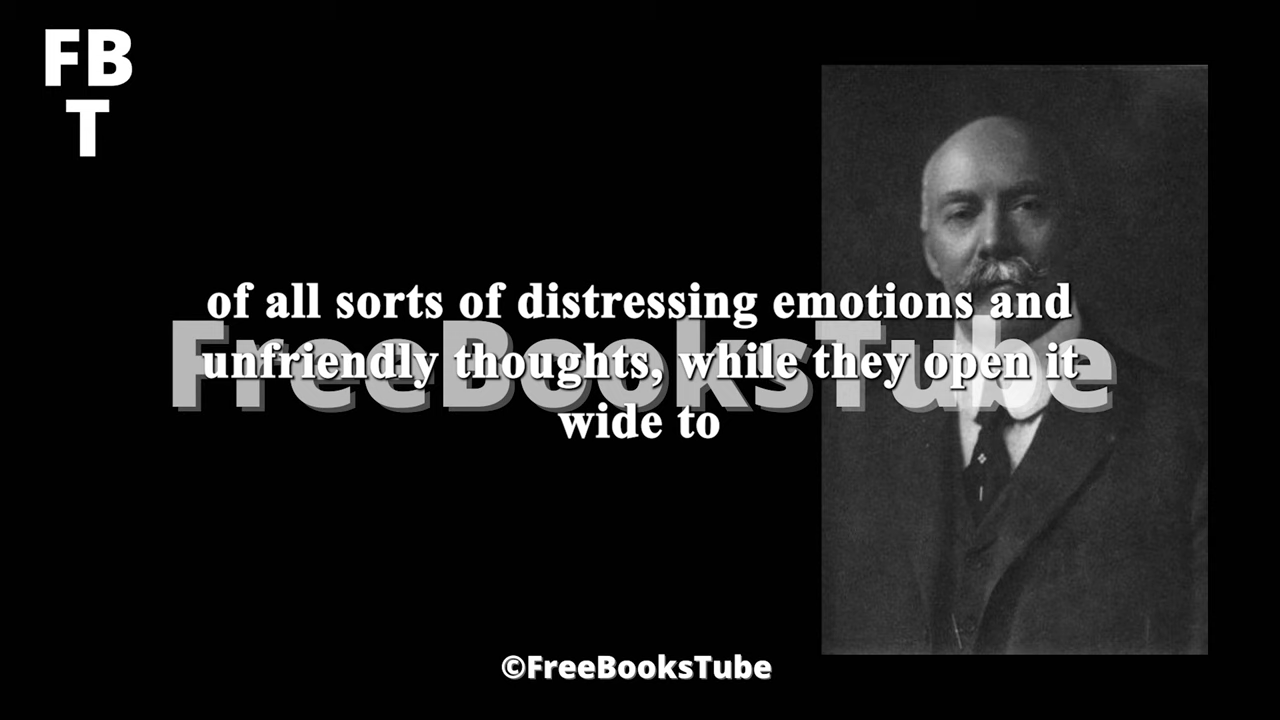 FB
T
of all sorts of distressing emotions and
unfriendly thoughts, while they open it
wide to
FreeBooksTube
©FreeBooksTube